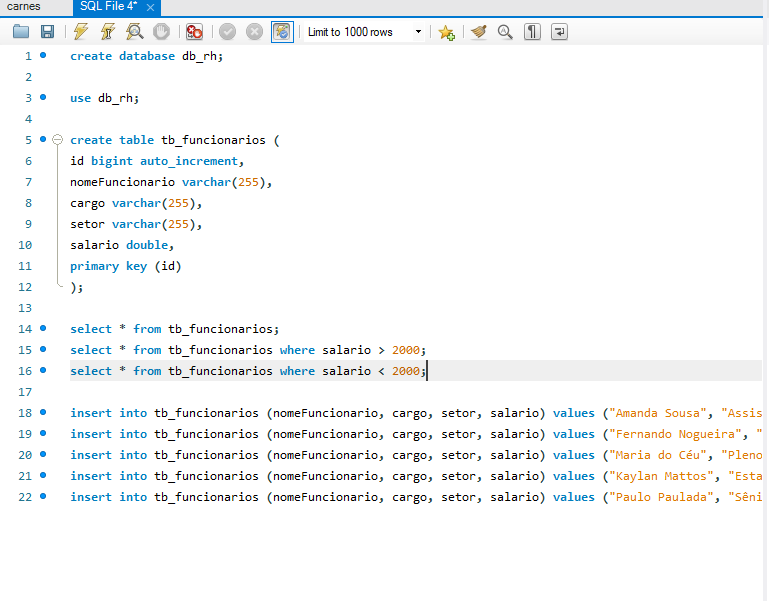 carnes
SQL File 4*
Limit to 1000 rows
1 create database db_rh;
2
3 use db_rh;
4
5 create table tb_funcionarios (
6 id bigint auto_increment,
7 nomeFuncionario varchar(255),
8 cargo varchar(255),
9 setor varchar(255),
10 salario double,
11 primary key (id)
12 );
13
14 select * from tb_funcionarios;
15 select * from tb_funcionarios where salario > 2000;
16 select * from tb_funcionarios where salario < 2000;
17
18 insert into tb_funcionarios (nomeFuncionario, cargo, setor, salario) values ("Amanda Sousa", "Assis
19 insert into tb_funcionarios (nomeFuncionario, cargo, setor, salario) values ("Fernando Nogueira", "
20 insert into tb_funcionarios (nomeFuncionario, cargo, setor, salario) values ("Maria do Céu", "Pleno
21 insert into tb_funcionarios (nomeFuncionario, cargo, setor, salario) values ("Kaylan Mattos", "Esta
22 insert into tb_funcionarios (nomeFuncionario, cargo, setor, salario) values ("Paulo Paulada", "Sêni